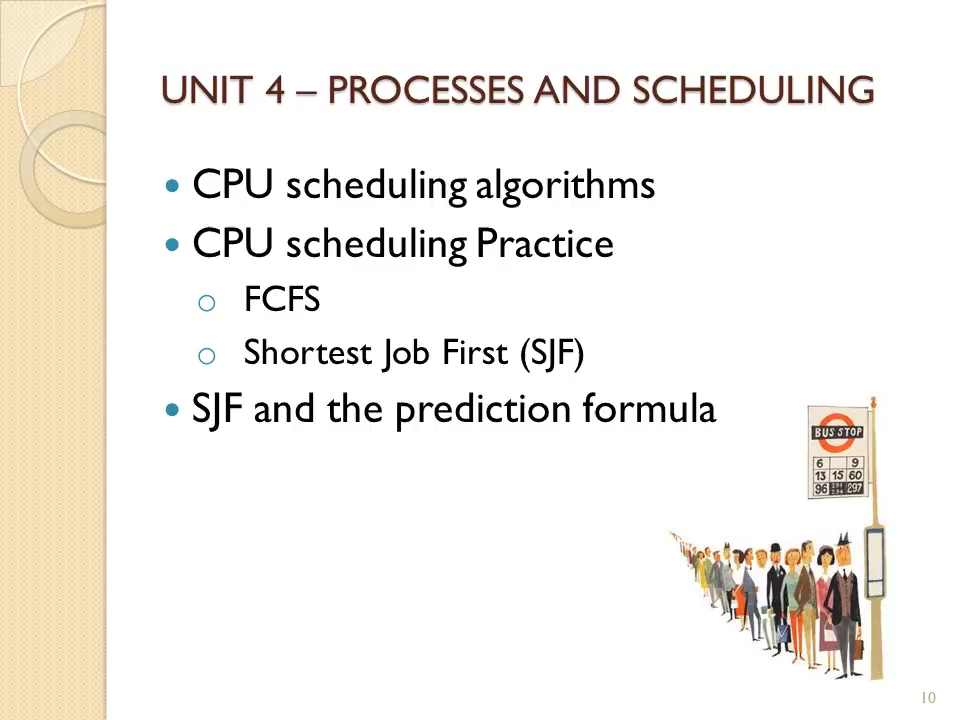 UNIT 4 – PROCESSES AND SCHEDULING
CPU scheduling algorithms
CPU scheduling Practice
FCFS
Shortest Job First (SJF)
SJF and the prediction formula
BUS STOP
6 9
13 15 60
96 297
10